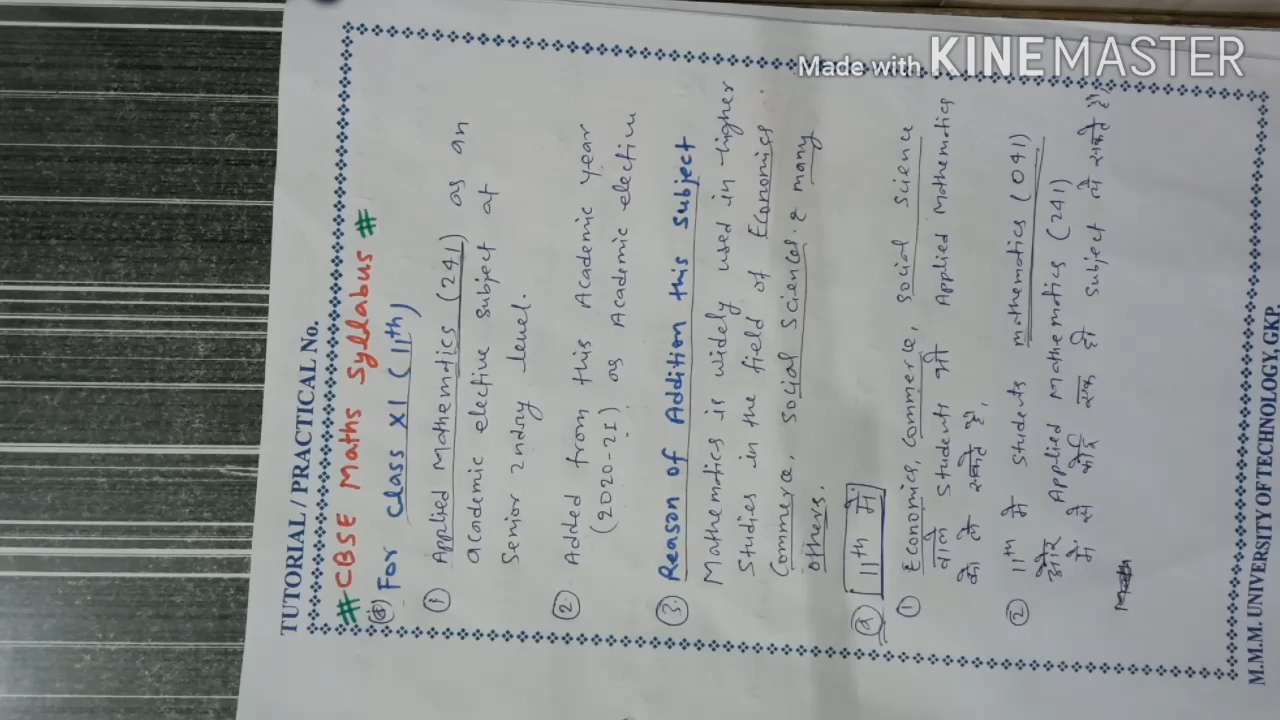 Made with KINEMASTER
TUTORIAL / PRACTICAL No.
# CBSE Maths Syllabus #
(*) For class XI (11th)
① Applied Mathematics (241) as an
academic elective subject at
Senior 2ndry level.
② Added from this Academic year
(2020-21) as Academic elective
③ Reason of Addition this subject
Mathematics is widely used in higher
Studies in the field of Economics
Commerce, social sciences & many
others.
(a) 11th में
① Economics, Commerce, social science
वाले students भी Applied Mathematics
को ले सकते है,
② 11th मे students mathematics (041)
और Applied Mathematics (241)
में से कोई एक ही subject ले सकते है,
M.M.M. UNIVERSITY OF TECHNOLOGY, GKP.